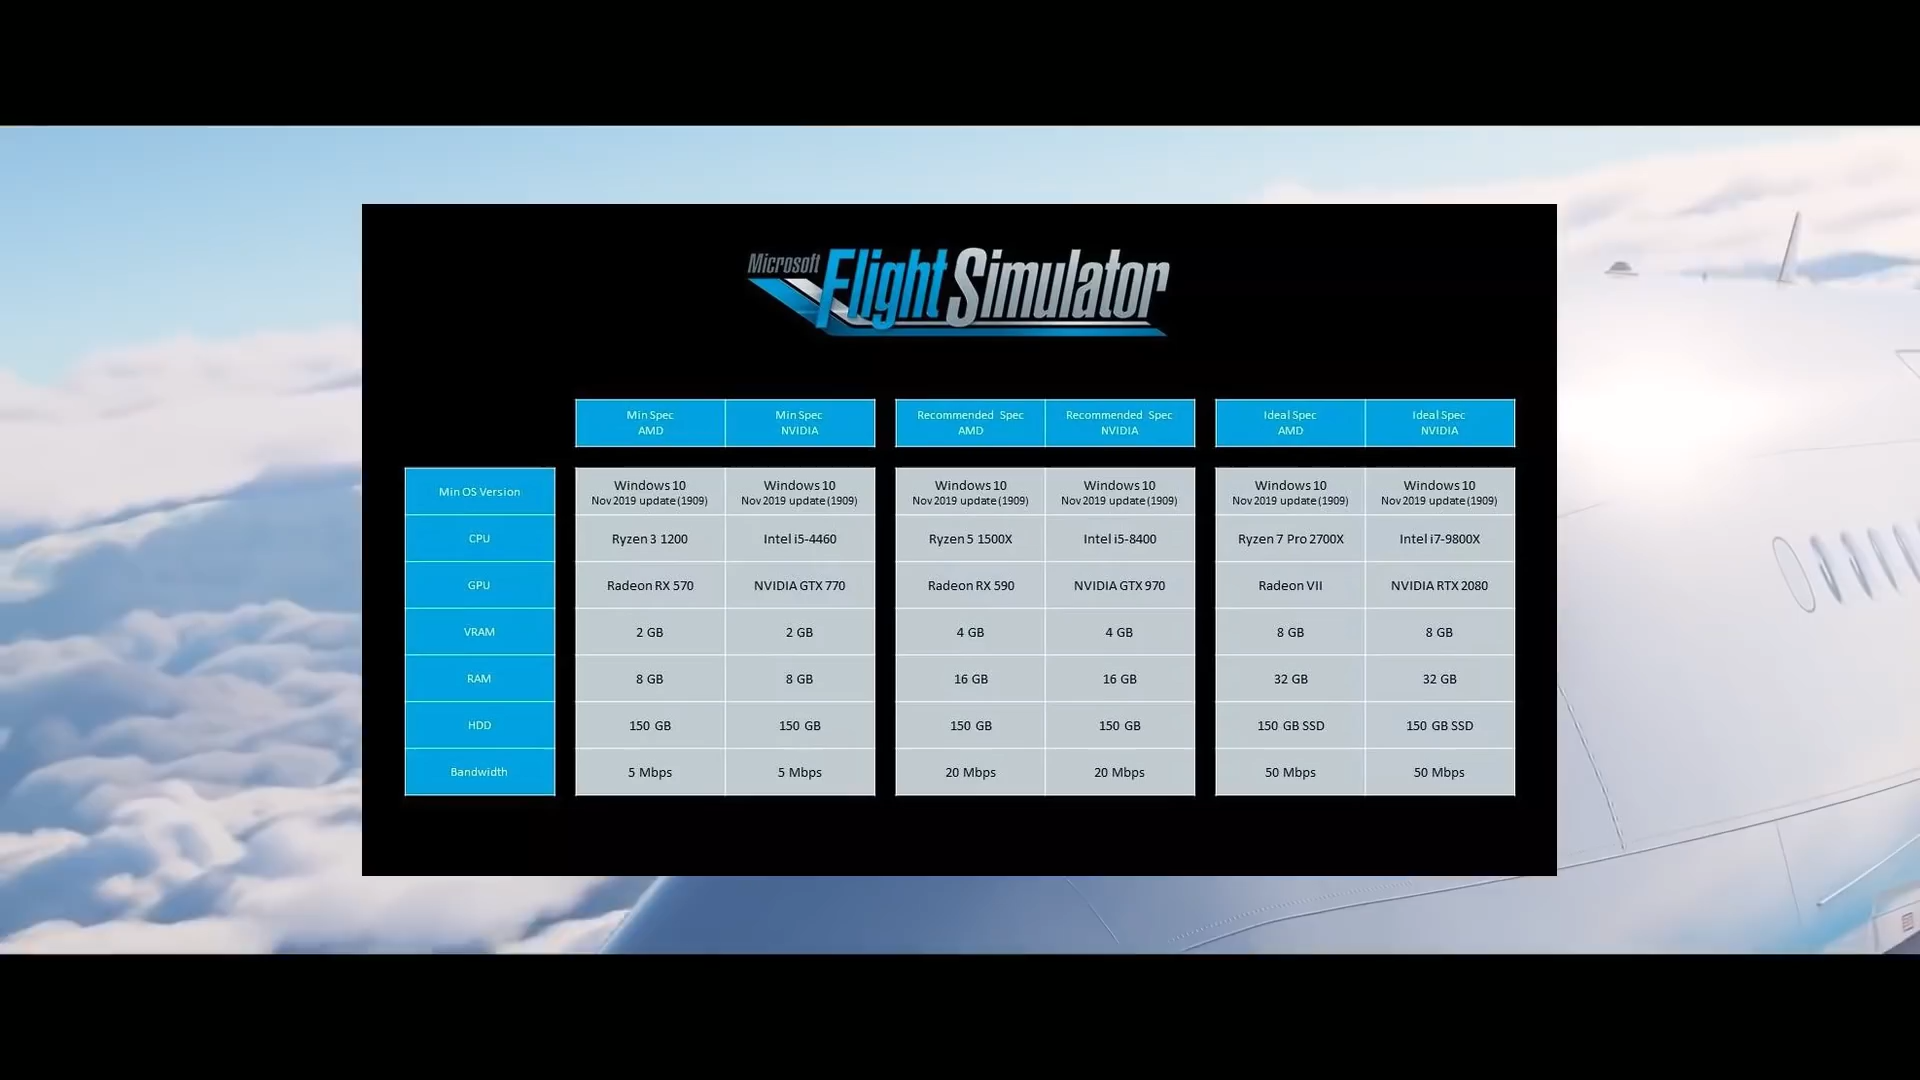 Microsoft Flight Simulator
Min Spec AMD
Min Spec NVIDIA
Recommended Spec AMD
Recommended Spec NVIDIA
Ideal Spec AMD
Ideal Spec NVIDIA
Min OS Version
Windows 10 Nov 2019 update (1909)
Windows 10 Nov 2019 update (1909)
Windows 10 Nov 2019 update (1909)
Windows 10 Nov 2019 update (1909)
Windows 10 Nov 2019 update (1909)
Windows 10 Nov 2019 update (1909)
CPU
Ryzen 3 1200
Intel i5-4460
Ryzen 5 1500X
Intel i5-8400
Ryzen 7 Pro 2700X
Intel i7-9800X
GPU
Radeon RX 570
NVIDIA GTX 770
Radeon RX 590
NVIDIA GTX 970
Radeon VII
NVIDIA RTX 2080
VRAM
2 GB
2 GB
4 GB
4 GB
8 GB
8 GB
RAM
8 GB
8 GB
16 GB
16 GB
32 GB
32 GB
HDD
150 GB
150 GB
150 GB
150 GB
150 GB SSD
150 GB SSD
Bandwidth
5 Mbps
5 Mbps
20 Mbps
20 Mbps
50 Mbps
50 Mbps